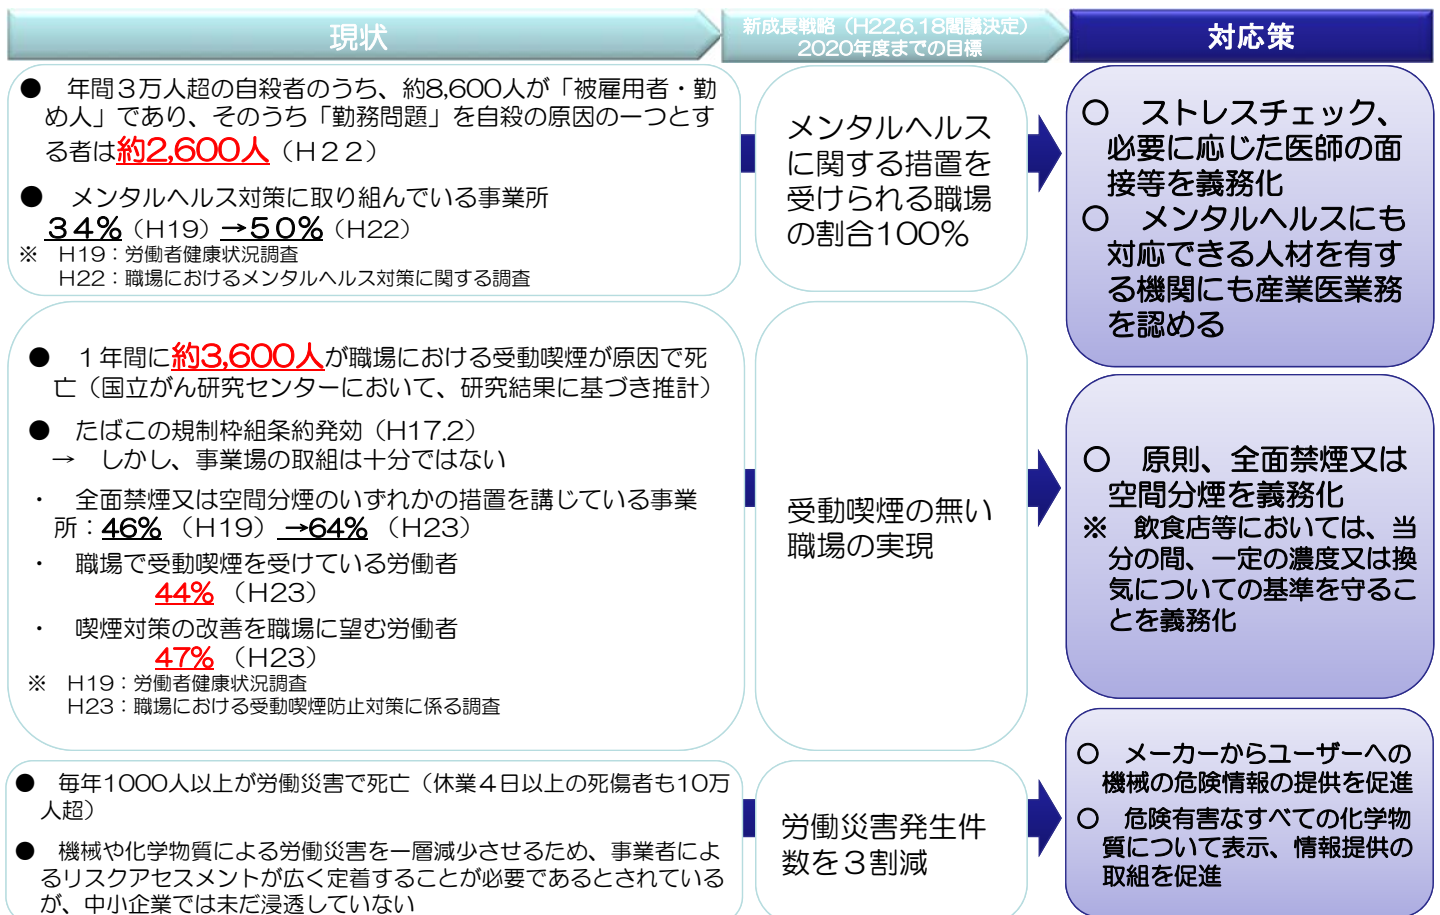 現状
新成長戦略（H22.6.18閣議決定）
2020年度までの目標
対応策
● 年間３万人超の自殺者のうち、約8,600人が「被雇用者・勤
め人」であり、そのうち「勤務問題」を自殺の原因の一つとす
る者は約2,600人（Ｈ２２）
● メンタルヘルス対策に取り組んでいる事業所
３４％（H19）→５０％（H22）
※ H19：労働者健康状況調査
H22：職場におけるメンタルヘルス対策に関する調査
メンタルヘルス
に関する措置を
受けられる職場
の割合100％
○ ストレスチェック、
必要に応じた医師の面
接等を義務化
○ メンタルヘルスにも
対応できる人材を有す
る機関にも産業医業務
を認める
● １年間に約3,600人が職場における受動喫煙が原因で死
亡（国立がん研究センターにおいて、研究結果に基づき推計）
● たばこの規制枠組条約発効（H17.2）
→ しかし、事業場の取組は十分ではない
・ 全面禁煙又は空間分煙のいずれかの措置を講じている事業
所：46%（H19）→64%（H23）
・ 職場で受動喫煙を受けている労働者
44%（H23）
・ 喫煙対策の改善を職場に望む労働者
47%（H23）
※ H19：労働者健康状況調査
H23：職場における受動喫煙防止対策に係る調査
受動喫煙の無い
職場の実現
○ 原則、全面禁煙又は
空間分煙を義務化
※ 飲食店等においては、当
分の間、一定の濃度又は換
気についての基準を守るこ
とを義務化
● 毎年1000人以上が労働災害で死亡（休業４日以上の死傷者も10万
人超）
● 機械や化学物質による労働災害を一層減少させるため、事業者によ
るリスクアセスメントが広く定着することが必要であるとされている
が、中小企業では未だ浸透していない
労働災害発生件
数を３割減
○ メーカーからユーザーへの
機械の危険情報の提供を促進
○ 危険有害なすべての化学物
質について表示、情報提供の
取組を促進